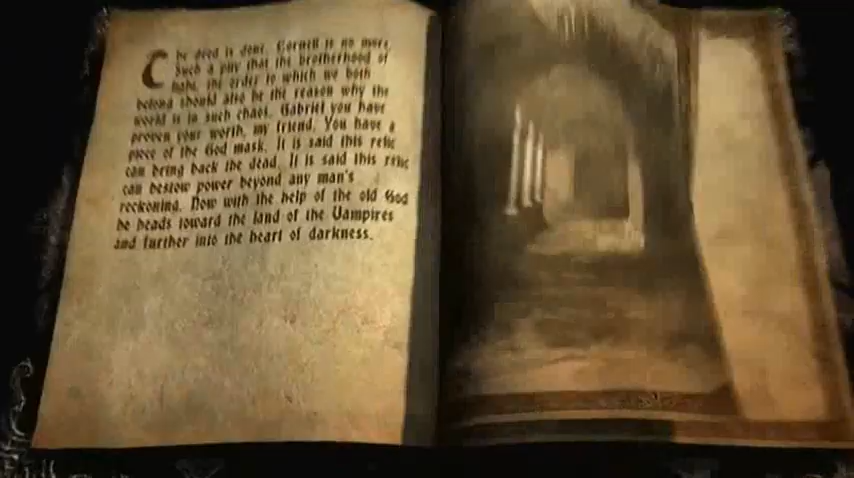 The deed is done. Cornell is no more.
Such a pity that the brotherhood of
light, the order to which we both
belong should also be the reason why the
world is in such chaos. Gabriel you have
proven your worth, my friend. You have a
piece of the God mask. It is said this relic
can bring back the dead. It is said this relic
can bestow power beyond any man's
reckoning. Now with the help of the old God
he heads toward the land of the Vampires
and further into the heart of darkness.